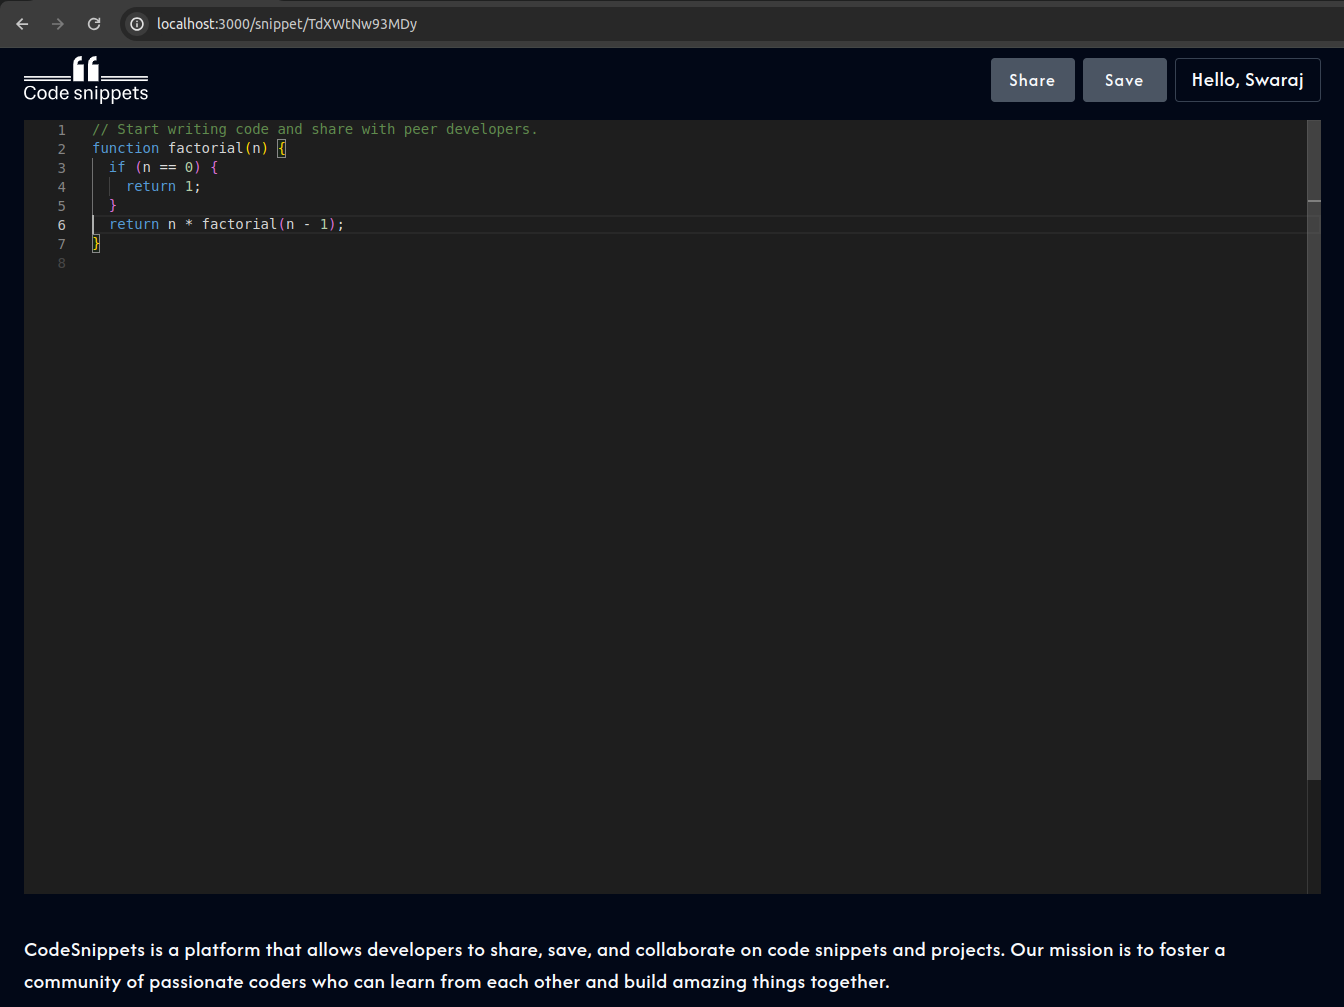 localhost:3000/snippet/TdXWtNw93MDy
Code snippets
Share
Save
Hello, Swaraj
1 // Start writing code and share with peer developers.
2 function factorial(n) {
3   if (n == 0) {
4     return 1;
5   }
6   return n * factorial(n - 1);
7 }
8
CodeSnippets is a platform that allows developers to share, save, and collaborate on code snippets and projects. Our mission is to foster a
community of passionate coders who can learn from each other and build amazing things together.